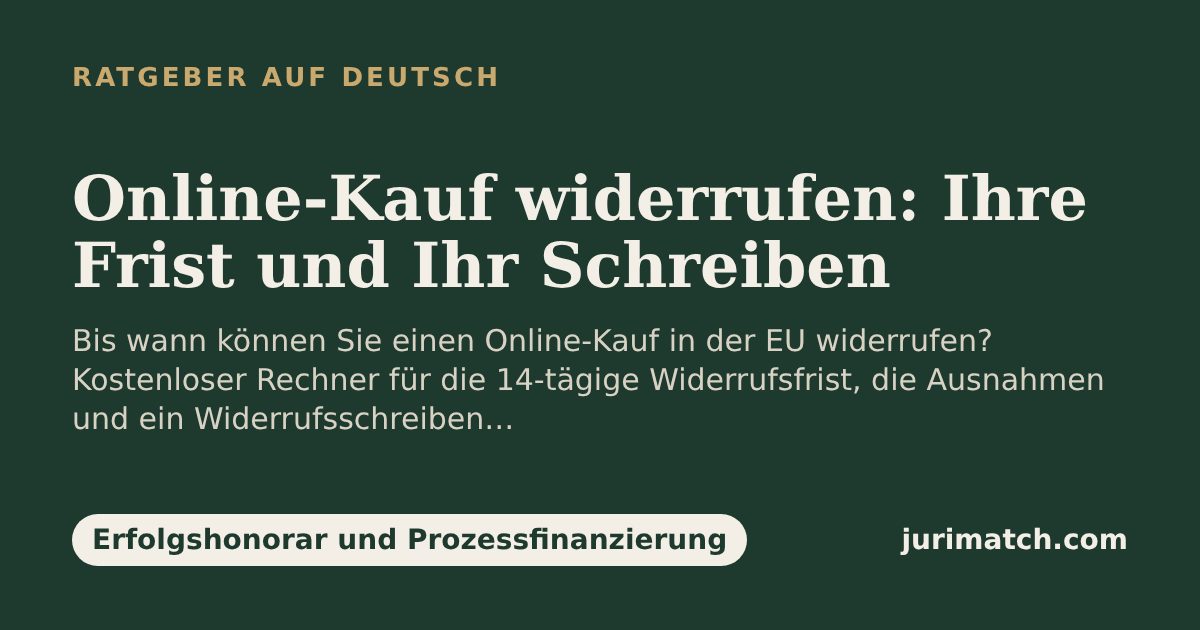 RATGEBER AUF DEUTSCH
Online-Kauf widerrufen: Ihre
Frist und Ihr Schreiben
Bis wann können Sie einen Online-Kauf in der EU widerrufen?
Kostenloser Rechner für die 14-tägige Widerrufsfrist, die Ausnahmen
und ein Widerrufsschreiben…
Erfolgshonorar und Prozessfinanzierung
jurimatch.com